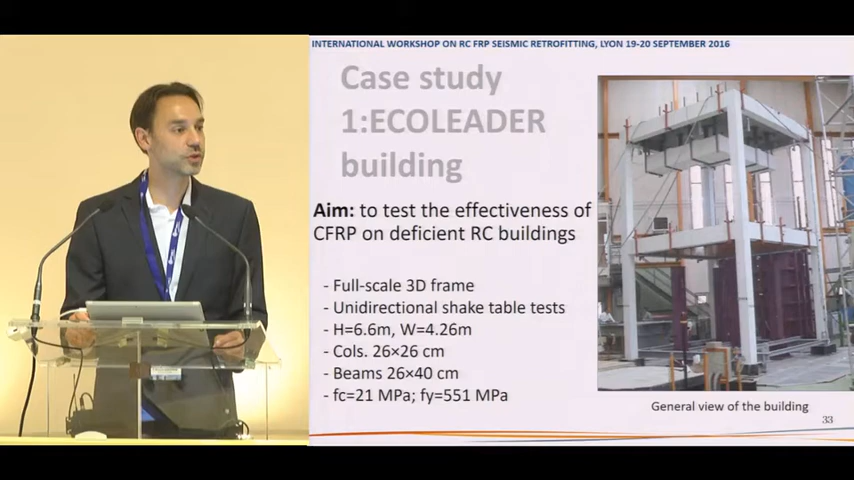 INTERNATIONAL WORKSHOP ON RC FRP SEISMIC RETROFITTING, LYON 19-20 SEPTEMBER 2016
Case study
1:ECOLEADER
building
Aim: to test the effectiveness of
CFRP on deficient RC buildings
- Full-scale 3D frame
- Unidirectional shake table tests
- H=6.6m, W=4.26m
- Cols. 26×26 cm
- Beams 26×40 cm
- fc=21 MPa; fy=551 MPa
General view of the building
33